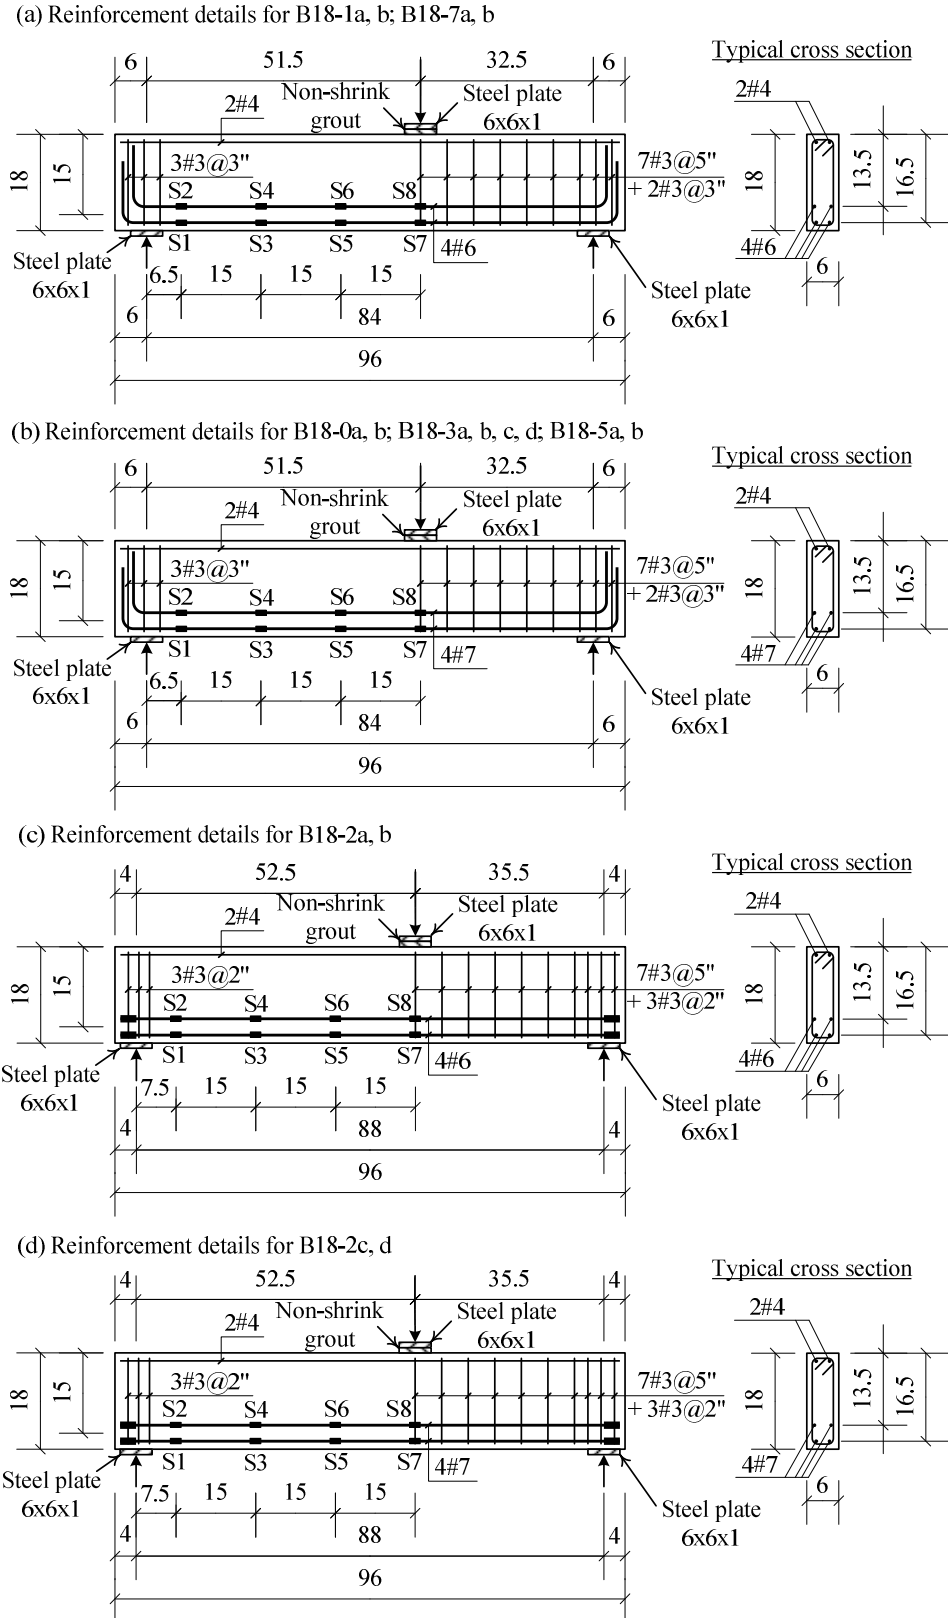 (a) Reinforcement details for B18-1a, b; B18-7a, b
6
51.5
32.5
6
Typical cross section
Non-shrink
grout
Steel plate
6x6x1
2#4
2#4
18
15
3#3@3"
7#3@5"
+ 2#3@3"
18
13.5
16.5
S2
S4
S6
S8
S1
S3
S5
S7
4#6
4#6
Steel plate
6x6x1
6.5
15
15
15
Steel plate
6x6x1
6
6
84
6
96
(b) Reinforcement details for B18-0a, b; B18-3a, b, c, d; B18-5a, b
6
51.5
32.5
6
Typical cross section
Non-shrink
grout
Steel plate
6x6x1
2#4
2#4
18
15
3#3@3"
7#3@5"
+ 2#3@3"
18
13.5
16.5
S2
S4
S6
S8
S1
S3
S5
S7
4#7
4#7
Steel plate
6x6x1
6.5
15
15
15
Steel plate
6x6x1
6
6
84
6
96
(c) Reinforcement details for B18-2a, b
4
52.5
35.5
4
Typical cross section
Non-shrink
grout
Steel plate
6x6x1
2#4
2#4
18
15
3#3@2"
7#3@5"
+ 3#3@2"
18
13.5
16.5
S2
S4
S6
S8
S1
S3
S5
S7
4#6
4#6
Steel plate
6x6x1
7.5
15
15
15
Steel plate
6x6x1
6
4
88
4
96
(d) Reinforcement details for B18-2c, d
4
52.5
35.5
4
Typical cross section
Non-shrink
grout
Steel plate
6x6x1
2#4
2#4
18
15
3#3@2"
7#3@5"
+ 3#3@2"
18
13.5
16.5
S2
S4
S6
S8
S1
S3
S5
S7
4#7
4#7
Steel plate
6x6x1
7.5
15
15
15
Steel plate
6x6x1
6
4
88
4
96